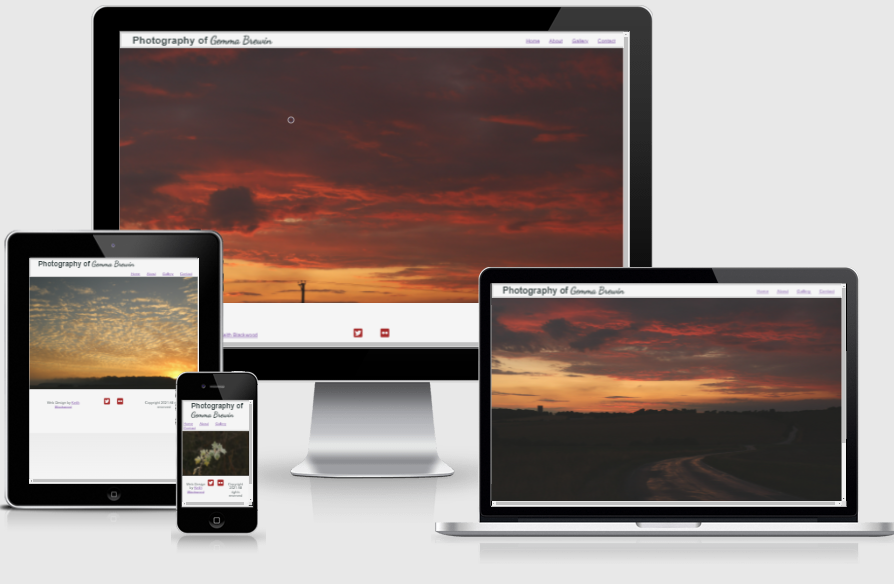 Photography of Gemma Brewin
Home About Gallery Contact
Photography of Gemma Brewin
Home About Gallery Contact
Web Design by Keith
Blackwood
Copyright 2021 All
Photography of
Gemma Brewin
Home About Gallery
Contact
Web Design
by Keith
Blackwood
Copyright
2021 All
rights
reserved
Keith Blackwood
Photography of Gemma Brewin
Home About Gallery Contact